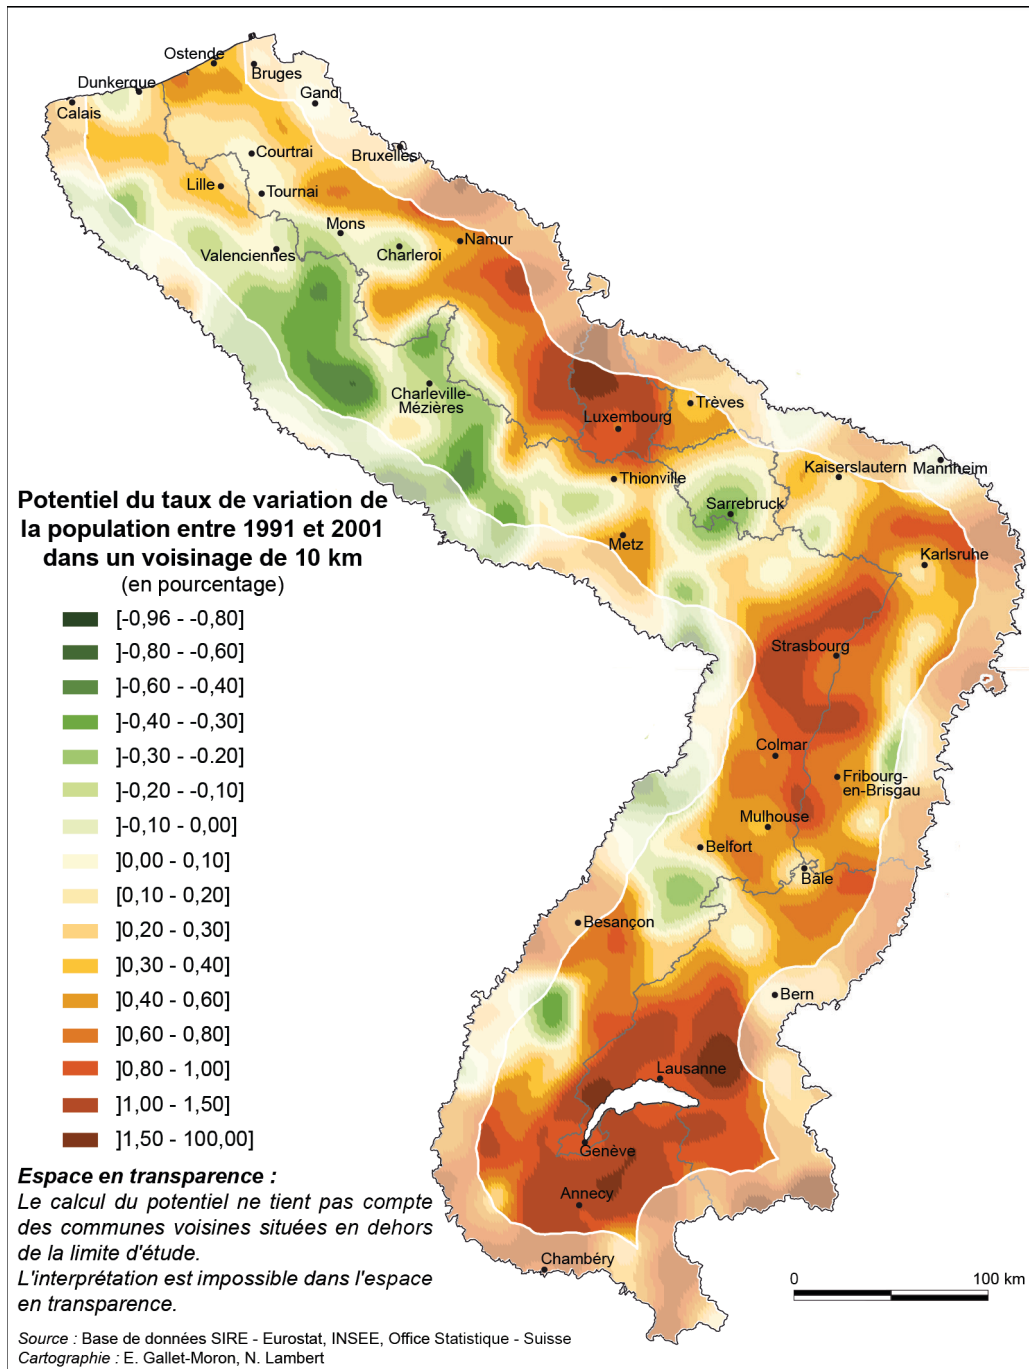 Ostende
Bruges
Dunkerque
Gand
Calais
Courtrai
Bruxelles
Lille
Tournai
Mons
Valenciennes
Charleroi
Namur
Charleville-
Mézières
Luxembourg
Trèves
Thionville
Kaiserslautern
Mannheim
Sarrebruck
Metz
Karlsruhe
Strasbourg
Colmar
Fribourg-
en-Brisgau
Mulhouse
Belfort
Bâle
Besançon
Bern
Lausanne
Genève
Annecy
Chambéry
Potentiel du taux de variation de
la population entre 1991 et 2001
dans un voisinage de 10 km
(en pourcentage)
[-0,96 - -0,80]
]-0,80 - -0,60]
]-0,60 - -0,40]
]-0,40 - -0,30]
]-0,30 - -0.20]
]-0,20 - -0,10]
]-0,10 - 0,00]
]0,00 - 0,10]
[0,10 - 0,20]
]0,20 - 0,30]
]0,30 - 0,40]
]0,40 - 0,60]
]0,60 - 0,80]
]0,80 - 1,00]
]1,00 - 1,50]
]1,50 - 100,00]
Espace en transparence :
Le calcul du potentiel ne tient pas compte
des communes voisines situées en dehors
de la limite d'étude.
L'interprétation est impossible dans l'espace
en transparence.
0 100 km
Source : Base de données SIRE - Eurostat, INSEE, Office Statistique - Suisse
Cartographie : E. Gallet-Moron, N. Lambert